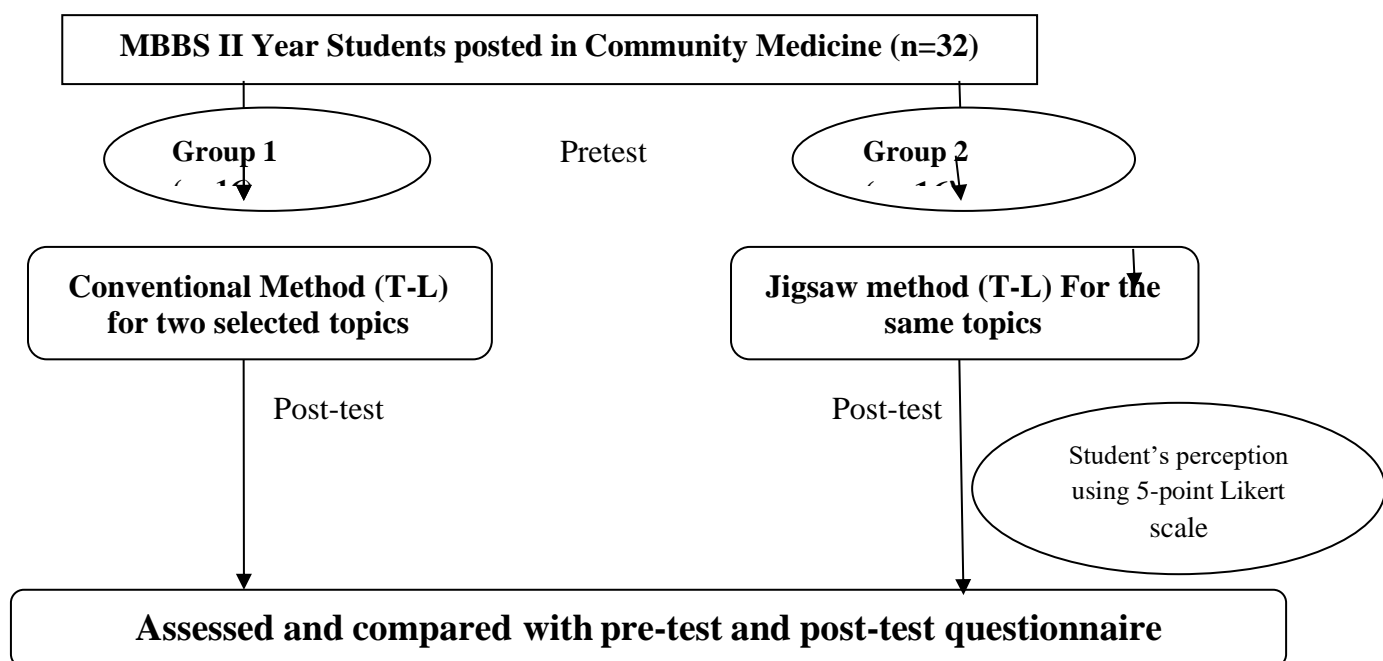 MBBS II Year Students posted in Community Medicine (n=32)
Group 1
Pretest
Group 2
Conventional Method (T-L)
for two selected topics
Jigsaw method (T-L) For the
same topics
Post-test
Post-test
Student’s perception
using 5-point Likert
scale
Assessed and compared with pre-test and post-test questionnaire